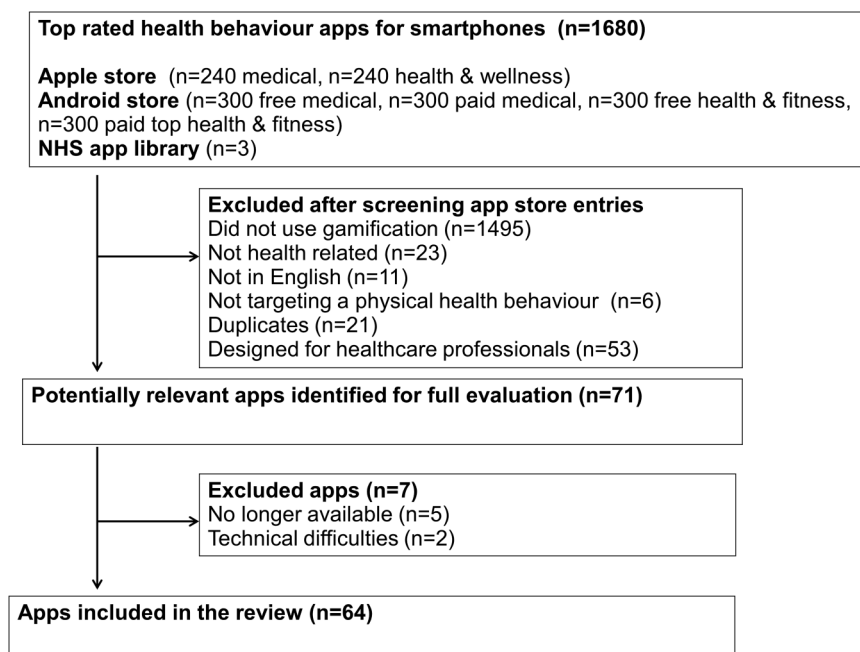 Top rated health behaviour apps for smartphones (n=1680)
Apple store (n=240 medical, n=240 health & wellness)
Android store (n=300 free medical, n=300 paid medical, n=300 free health & fitness,
n=300 paid top health & fitness)
NHS app library (n=3)
Excluded after screening app store entries
Did not use gamification (n=1495)
Not health related (n=23)
Not in English (n=11)
Not targeting a physical health behaviour (n=6)
Duplicates (n=21)
Designed for healthcare professionals (n=53)
Potentially relevant apps identified for full evaluation (n=71)
Excluded apps (n=7)
No longer available (n=5)
Technical difficulties (n=2)
Apps included in the review (n=64)